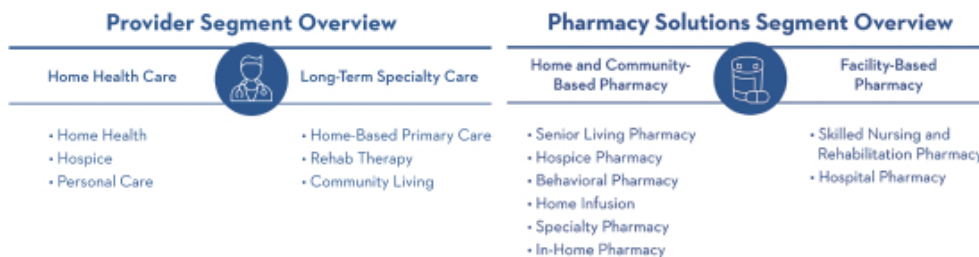 Provider Segment Overview
Home Health Care
Long-Term Specialty Care
• Home Health
• Hospice
• Personal Care
• Home-Based Primary Care
• Rehab Therapy
• Community Living
Pharmacy Solutions Segment Overview
Home and Community-
Based Pharmacy
Facility-Based
Pharmacy
• Senior Living Pharmacy
• Hospice Pharmacy
• Behavioral Pharmacy
• Home Infusion
• Specialty Pharmacy
• In-Home Pharmacy
• Skilled Nursing and
Rehabilitation Pharmacy
• Hospital Pharmacy